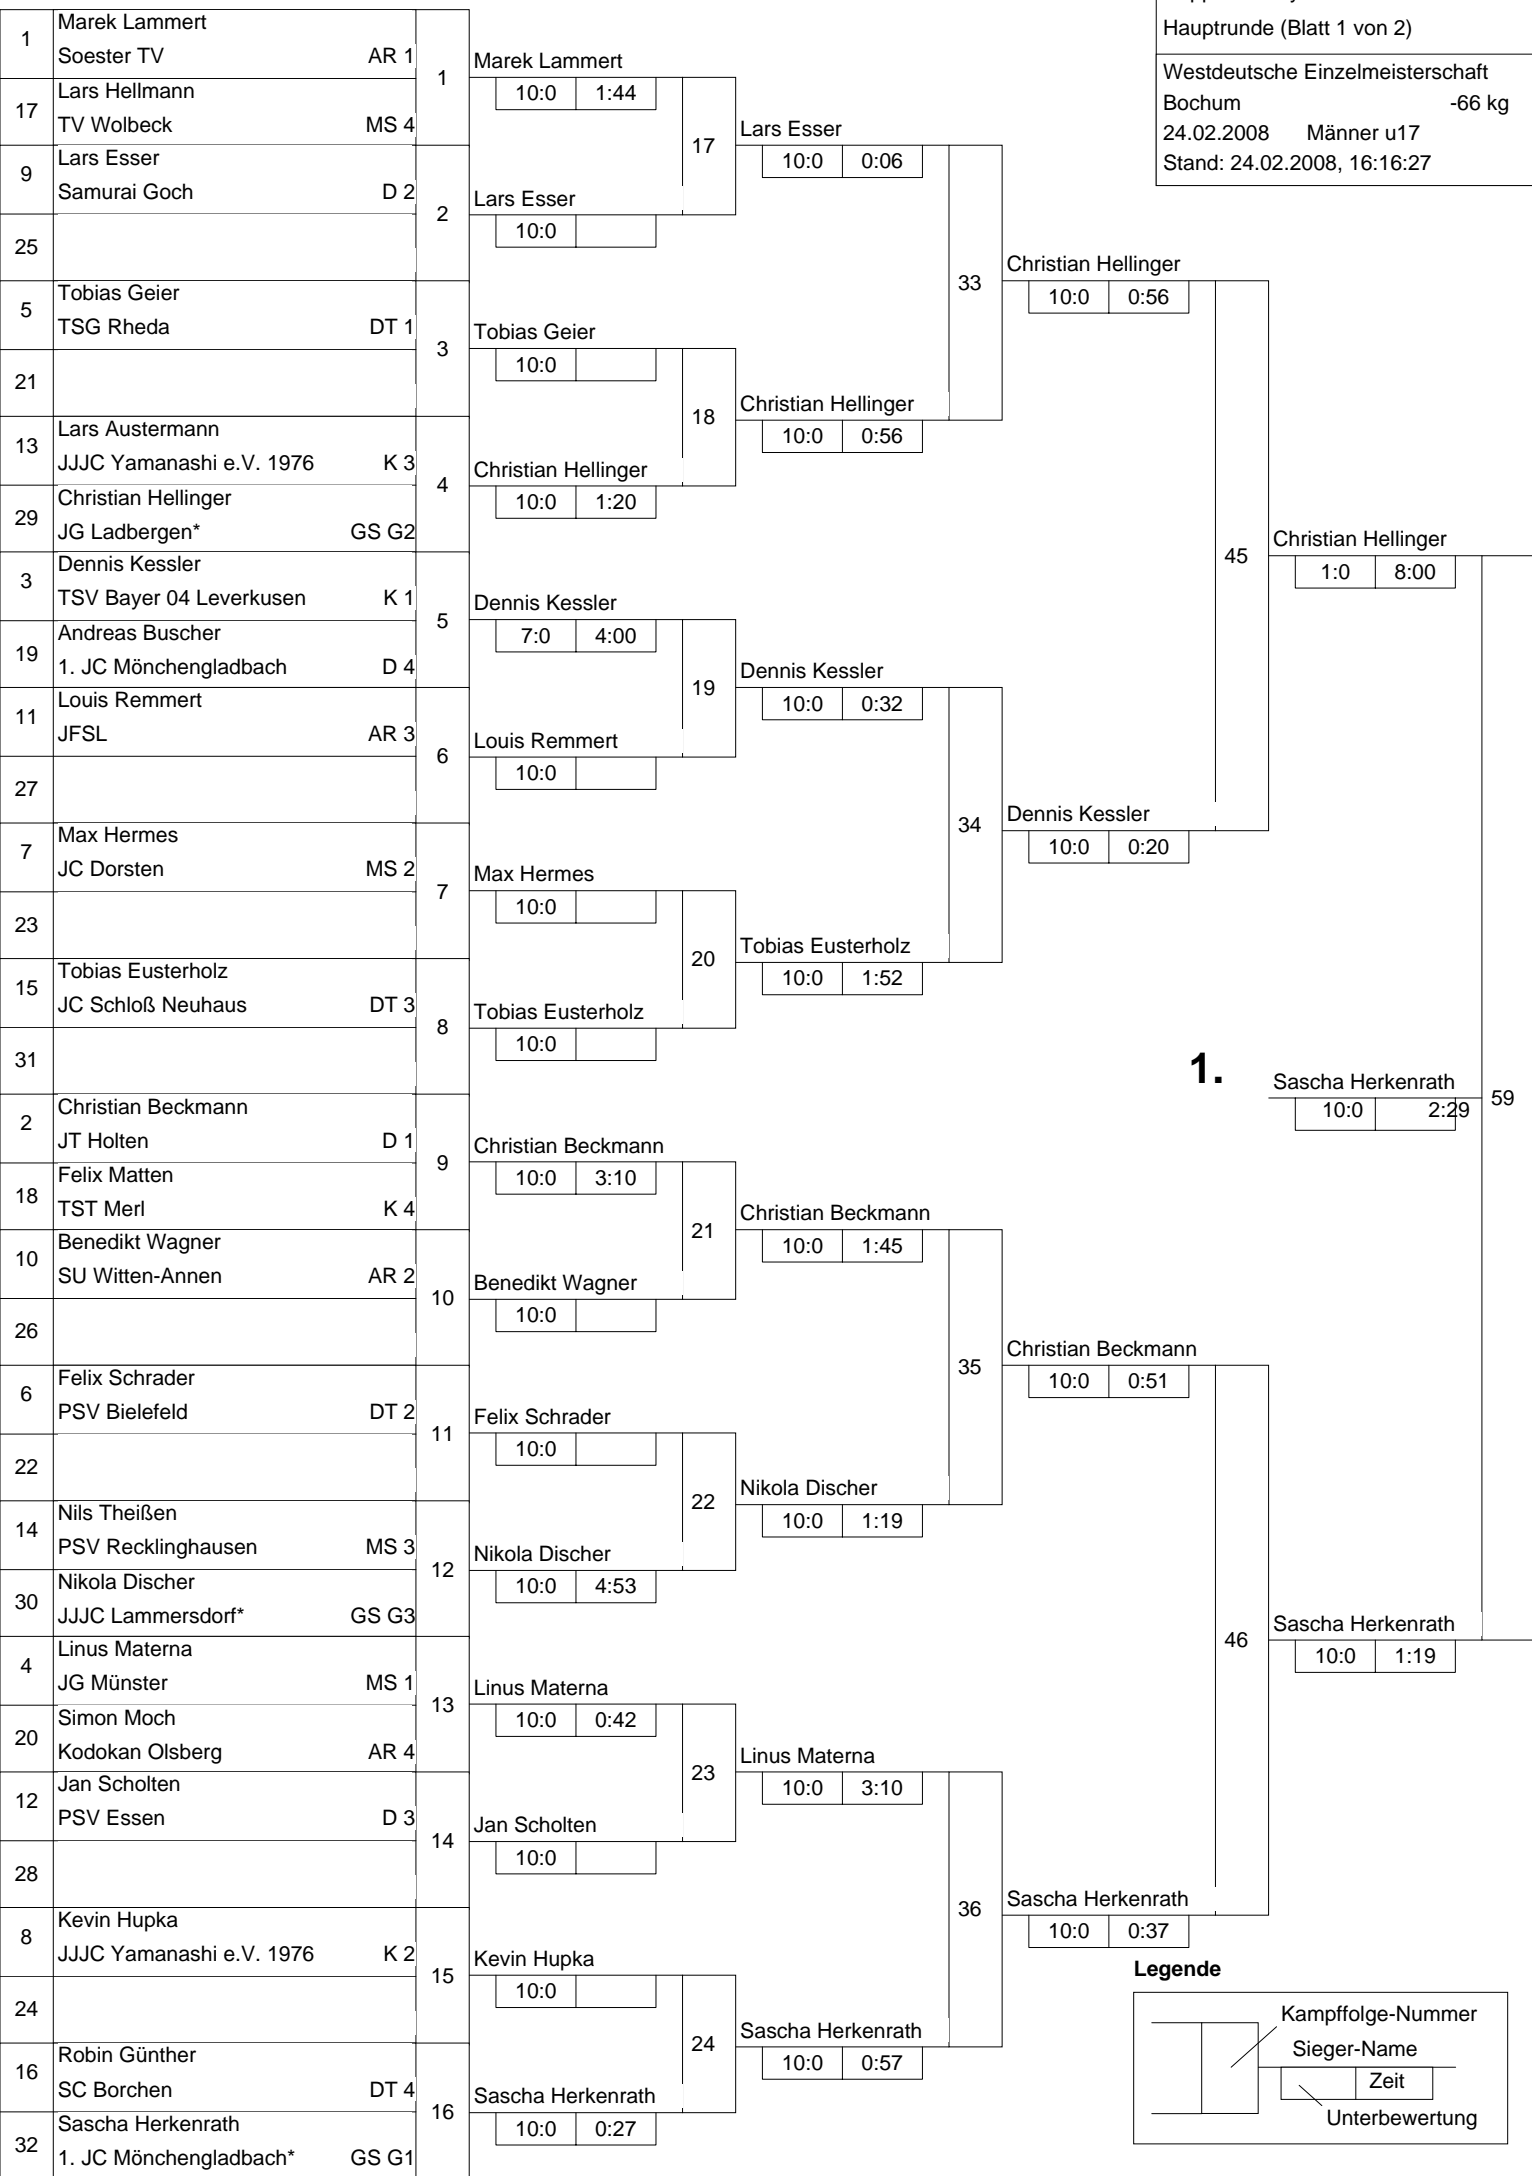 Hauptrunde (Blatt 1 von 2)
Westdeutsche Einzelmeisterschaft
Bochum -66 kg
24.02.2008 Männer u17
Stand: 24.02.2008, 16:16:27
1 Marek Lammert
Soester TV AR 1
17 Lars Hellmann
TV Wolbeck MS 4
9 Lars Esser
Samurai Goch D 2
25
5 Tobias Geier
TSG Rheda DT 1
21
13 Lars Austermann
JJJC Yamanashi e.V. 1976 K 3
29 Christian Hellinger
JG Ladbergen* GS G2
3 Dennis Kessler
TSV Bayer 04 Leverkusen K 1
19 Andreas Buscher
1. JC Mönchengladbach D 4
11 Louis Remmert
JFSL AR 3
27
7 Max Hermes
JC Dorsten MS 2
23
15 Tobias Eusterholz
JC Schloß Neuhaus DT 3
31
2 Christian Beckmann
JT Holten D 1
18 Felix Matten
TST Merl K 4
10 Benedikt Wagner
SU Witten-Annen AR 2
26
6 Felix Schrader
PSV Bielefeld DT 2
22
14 Nils Theißen
PSV Recklinghausen MS 3
30 Nikola Discher
JJJC Lammersdorf* GS G3
4 Linus Materna
JG Münster MS 1
20 Simon Moch
Kodokan Olsberg AR 4
12 Jan Scholten
PSV Essen D 3
28
8 Kevin Hupka
JJJC Yamanashi e.V. 1976 K 2
24
16 Robin Günther
SC Borchen DT 4
32 Sascha Herkenrath
1. JC Mönchengladbach* GS G1
1 Marek Lammert
10:0 1:44
2 Lars Esser
10:0
3 Tobias Geier
10:0
4 Christian Hellinger
10:0 1:20
5 Dennis Kessler
7:0 4:00
6 Louis Remmert
10:0
7 Max Hermes
10:0
8 Tobias Eusterholz
10:0
9 Christian Beckmann
10:0 3:10
10 Benedikt Wagner
10:0
11 Felix Schrader
10:0
12 Nikola Discher
10:0 4:53
13 Linus Materna
10:0 0:42
14 Jan Scholten
10:0
15 Kevin Hupka
10:0
16 Sascha Herkenrath
10:0 0:27
17 Lars Esser
10:0 0:06
18 Christian Hellinger
10:0 0:56
19 Dennis Kessler
10:0 0:32
20 Tobias Eusterholz
10:0 1:52
21 Christian Beckmann
10:0 1:45
22 Nikola Discher
10:0 1:19
23 Linus Materna
10:0 3:10
24 Sascha Herkenrath
10:0 0:57
33 Christian Hellinger
10:0 0:56
34 Dennis Kessler
10:0 0:20
35 Christian Beckmann
10:0 0:51
36 Sascha Herkenrath
10:0 0:37
45 Christian Hellinger
1:0 8:00
46 Sascha Herkenrath
10:0 1:19
1. Sascha Herkenrath 59
10:0 2:29
Legende
Kampffolge-Nummer
Sieger-Name
Zeit
Unterbewertung